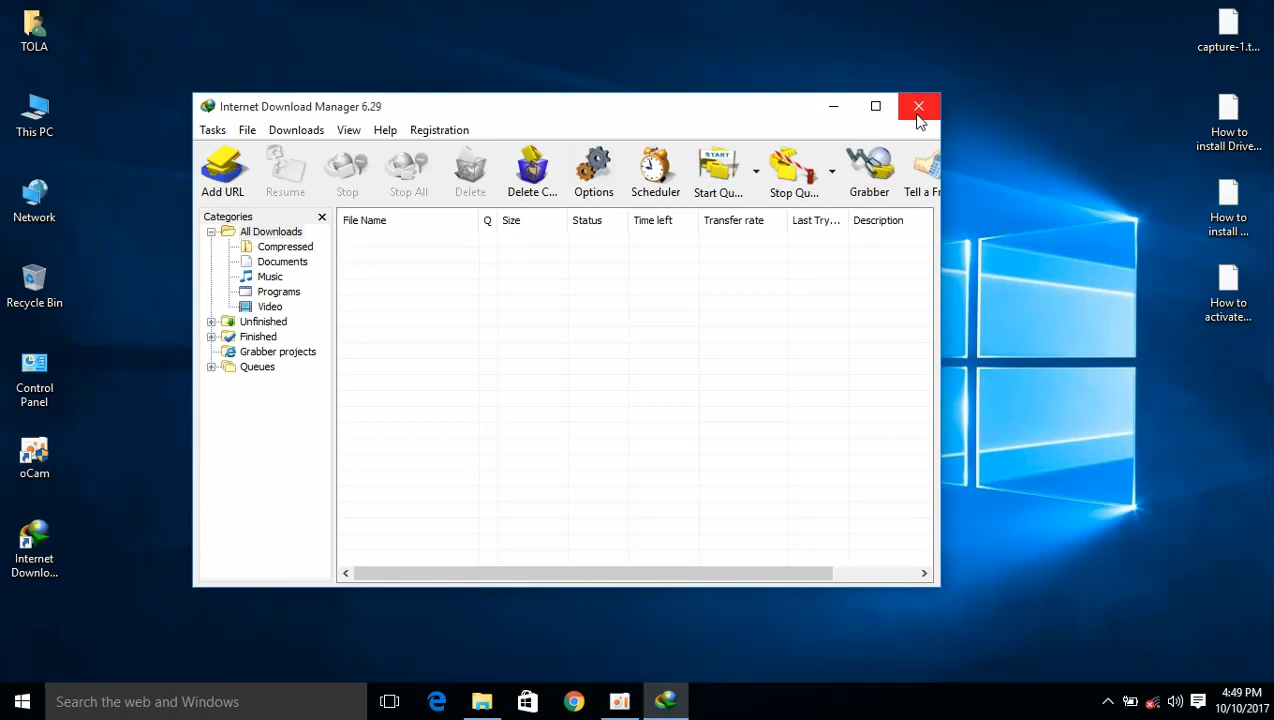 TOLA
This PC
Network
Recycle Bin
Control
Panel
oCam
Internet
Downlo...
Internet Download Manager 6.29
Tasks File Downloads View Help Registration
Add URL Resume Stop Stop All Delete Delete C... Options Scheduler Start Qu... Stop Qu... Grabber Tell a Fr
Categories
All Downloads
Compressed
Documents
Music
Programs
Video
Unfinished
Finished
Grabber projects
Queues
File Name Q Size Status Time left Transfer rate Last Try... Description
capture-1.t...
How to
install Drive...
How to
install ...
How to
activate...
Search the web and Windows
4:49 PM
10/10/2017